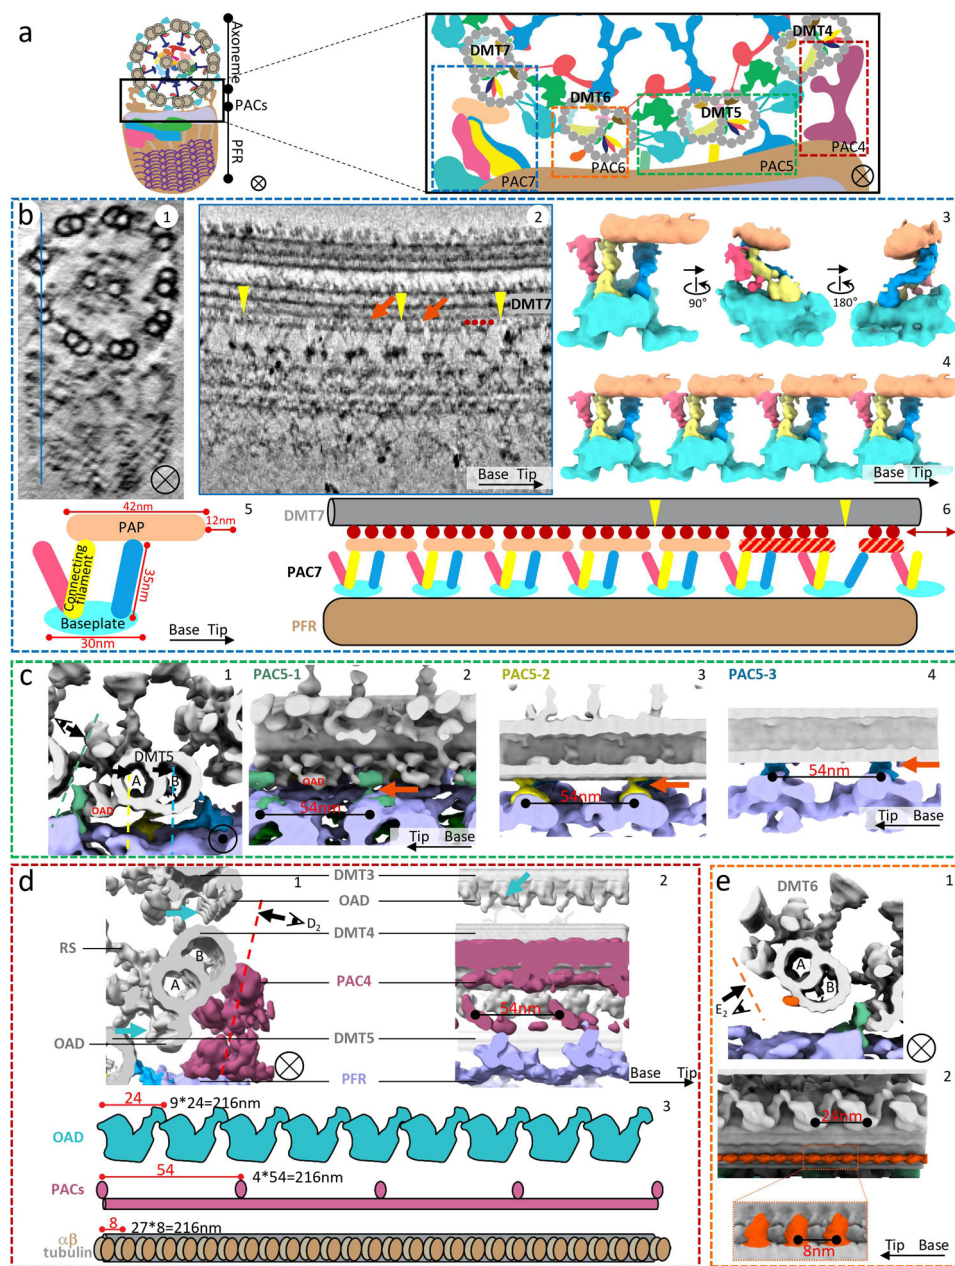 a
Axoneme
PACs
PFR
DMT7
DMT6
DMT5
DMT4
PAC7
PAC6
PAC5
PAC4
b
1
2
DMT7
Base Tip
3
90°
180°
4
Base Tip
5
42nm
12nm
PAP
Connecting
filament
35nm
Baseplate
30nm
Base Tip
6
DMT7
PAC7
PFR
c
1
DMT5
A
B
OAD
PAC5-1
2
OAD
54nm
Tip Base
PAC5-2
3
54nm
PAC5-3
4
54nm
Tip Base
d
1
DMT3
OAD
D2
DMT4
RS
B
A
PAC4
OAD
DMT5
PFR
2
54nm
Base Tip
3
24
9*24=216nm
OAD
54
4*54=216nm
PACs
8
27*8=216nm
αβ
tubulin
e
DMT6
1
A
B
E2
2
24nm
8nm
Tip Base